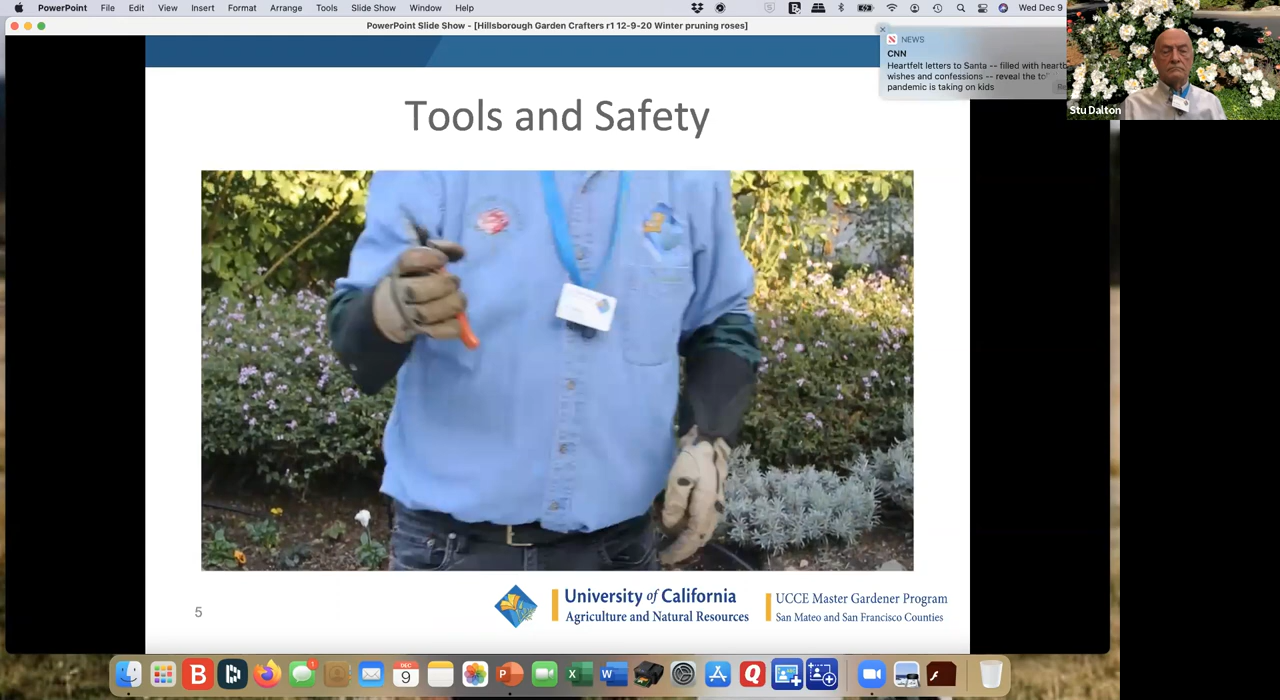 PowerPoint File Edit View Insert Format Arrange Tools Slide Show Window Help Wed Dec 9
PowerPoint Slide Show - [Hillsborough Garden Crafters r1 12-9-20 Winter pruning roses]
NEWS
CNN
Heartfelt letters to Santa -- filled with
wishes and confessions -- reveal the
pandemic is taking on kids
Stu Dalton
Tools and Safety
5
University of California
Agriculture and Natural Resources
UCCE Master Gardener Program
San Mateo and San Francisco Counties
1
DEC
9